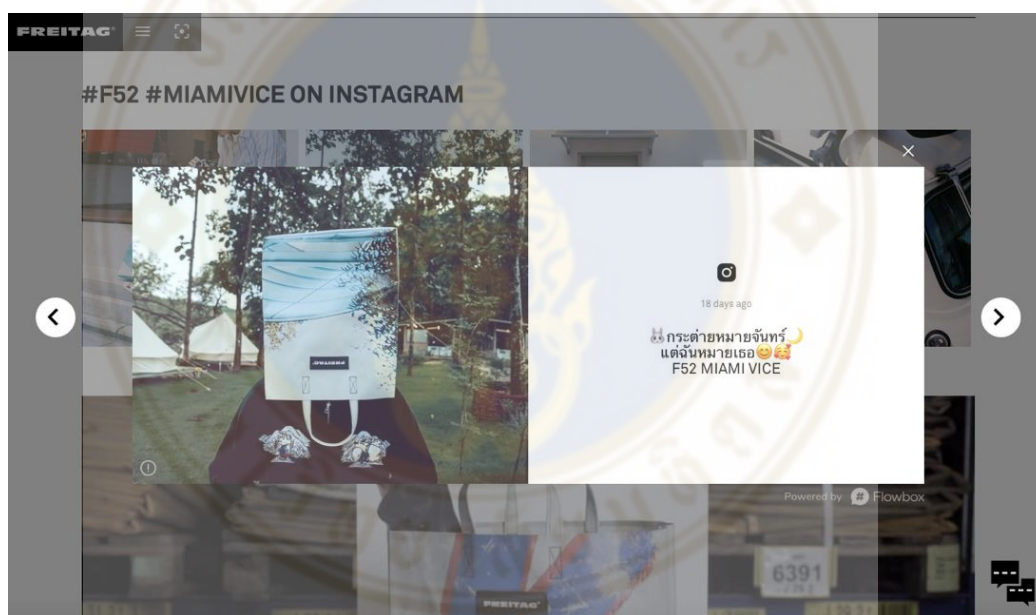 FREITAG
#F52 #MIAMIVICE ON INSTAGRAM
18 days ago
🐰กระต่ายหมายจันทร์🌙
แต่ฉันหมายเธอ😊🥰
F52 MIAMI VICE
Powered by Flowbox
6391
FREITAG